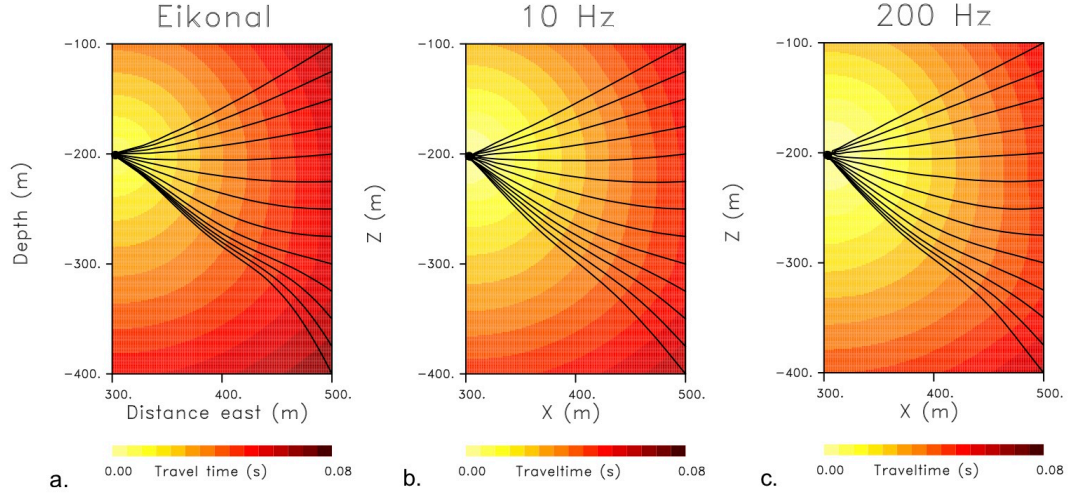 Eikonal
10 Hz
200 Hz
-100.
-200.
-300.
-400.
Depth (m)
300.
400.
500.
Distance east (m)
0.00
Travel time (s)
0.08
a.
-100.
-200.
-300.
-400.
Z (m)
300.
400.
500.
X (m)
0.00
Traveltime (s)
0.08
b.
-100.
-200.
-300.
-400.
Z (m)
300.
400.
500.
X (m)
0.00
Traveltime (s)
0.08
c.